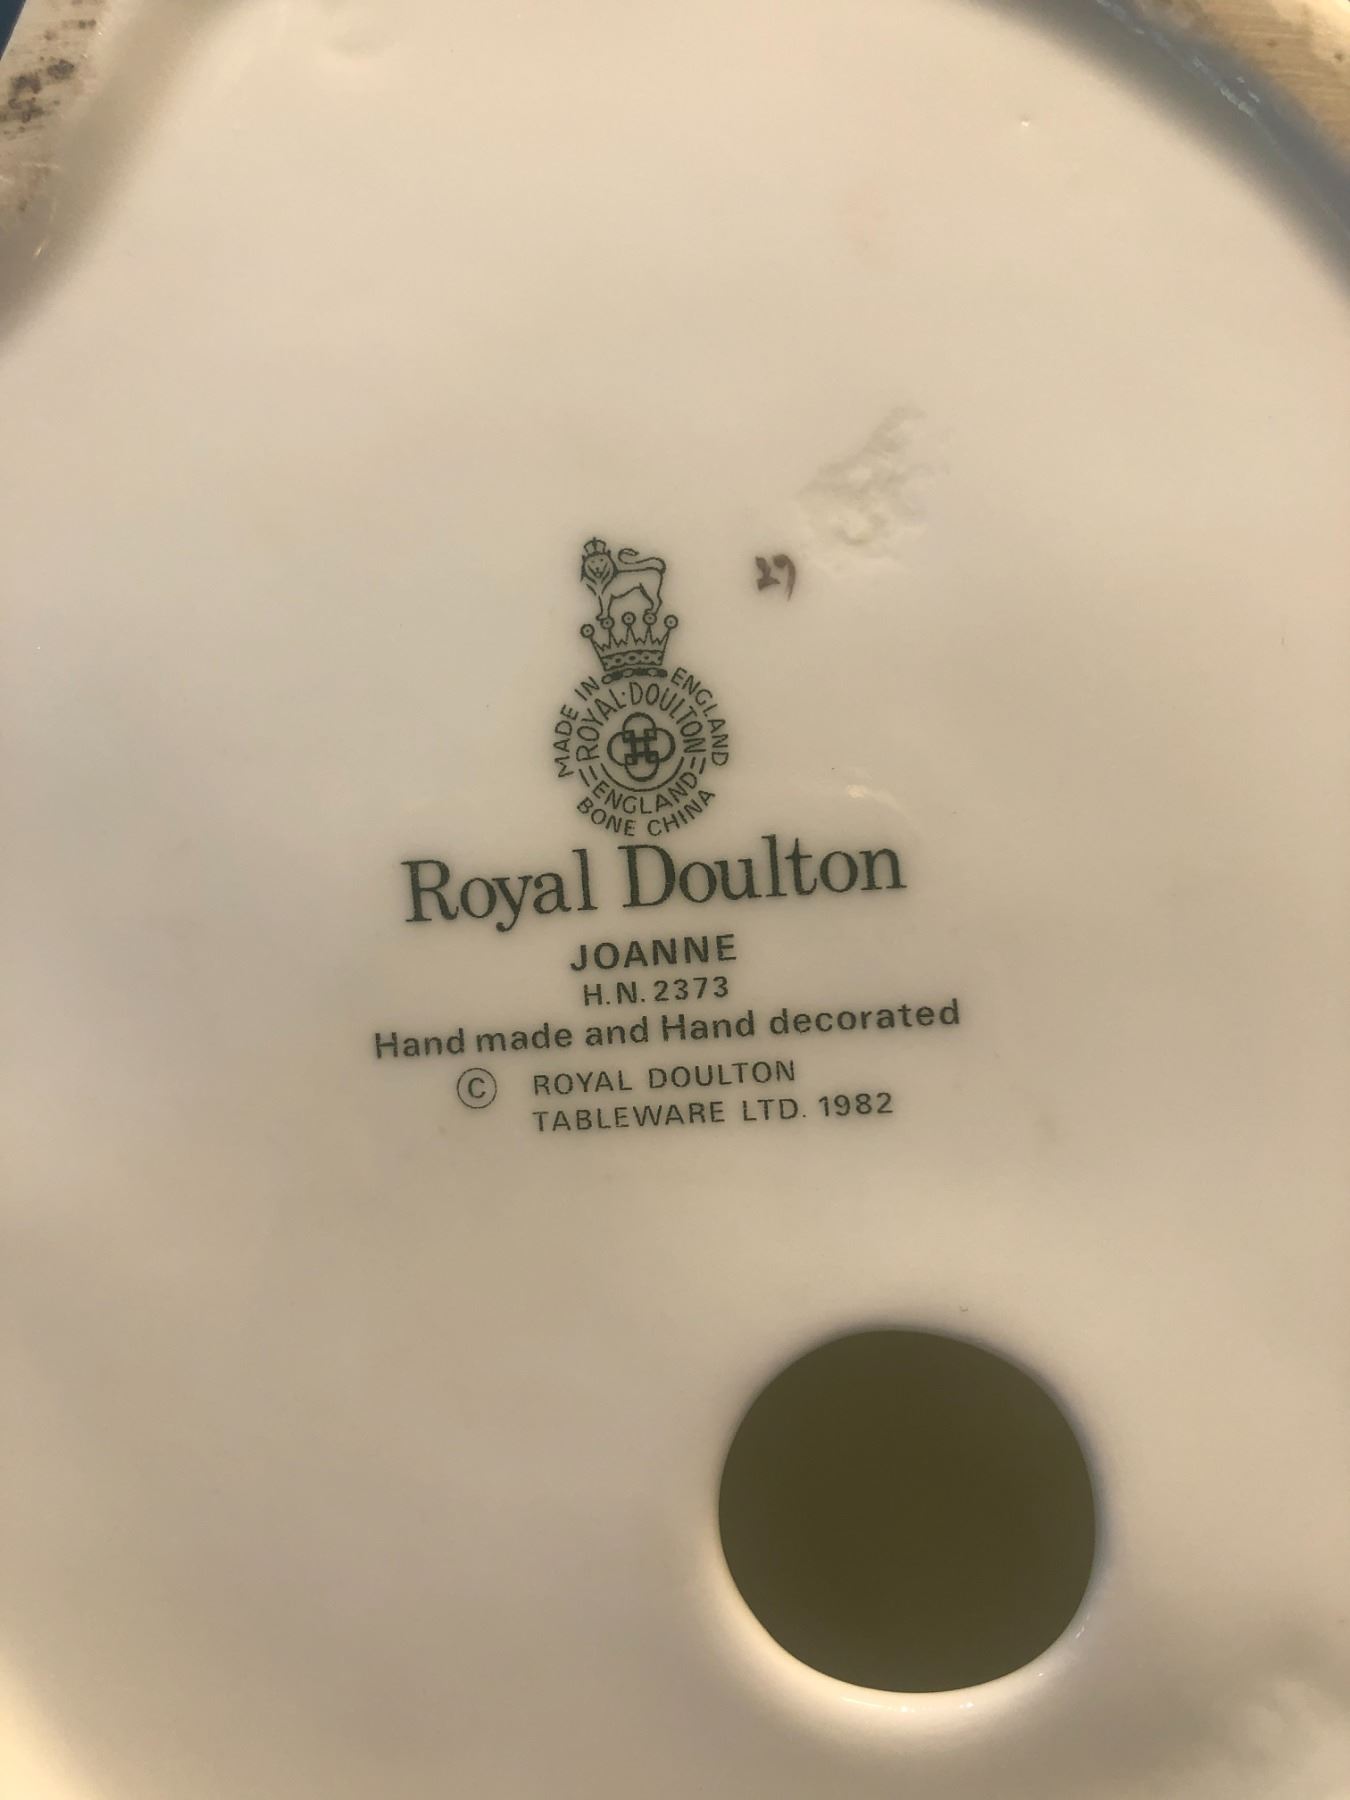 27
MADE IN ENGLAND
ROYAL·DOULTON
ENGLAND
BONE CHINA
Royal Doulton
JOANNE
H.N. 2373
Hand made and Hand decorated
© ROYAL DOULTON
TABLEWARE LTD. 1982